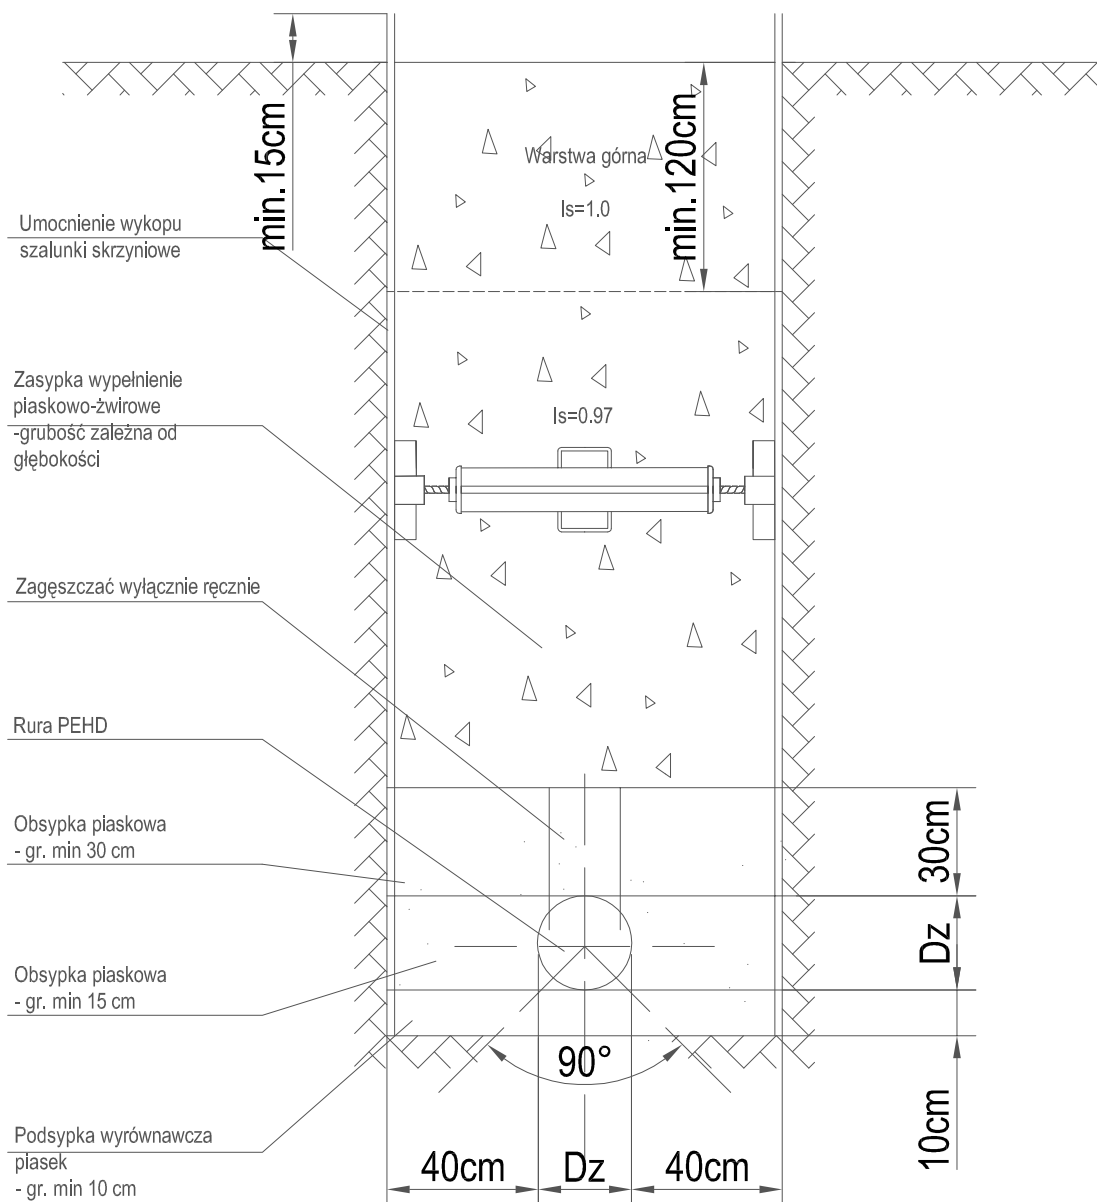 min.15cm
min.120cm
Warstwa górna
Is=1.0
Umocnienie wykopu
szalunki skrzyniowe
Zasypka wypełnienie
piaskowo-żwirowe
-grubość zależna od
głębokości
Is=0.97
Zagęszczać wyłącznie ręcznie
Rura PEHD
Obsypka piaskowa
- gr. min 30 cm
30cm
Dz
Obsypka piaskowa
- gr. min 15 cm
90°
10cm
Podsypka wyrównawcza
piasek
- gr. min 10 cm
40cm
Dz
40cm